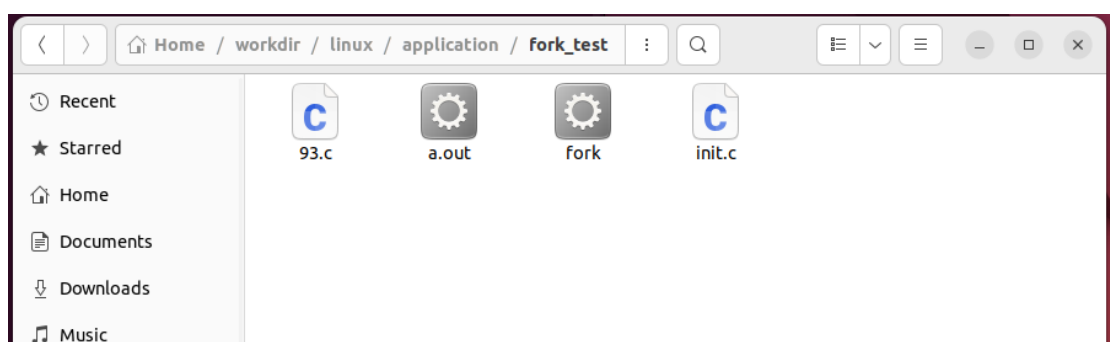 Home / workdir / linux / application / fork_test
Recent
Starred
Home
Documents
Downloads
Music
C C
93.c a.out fork init.c